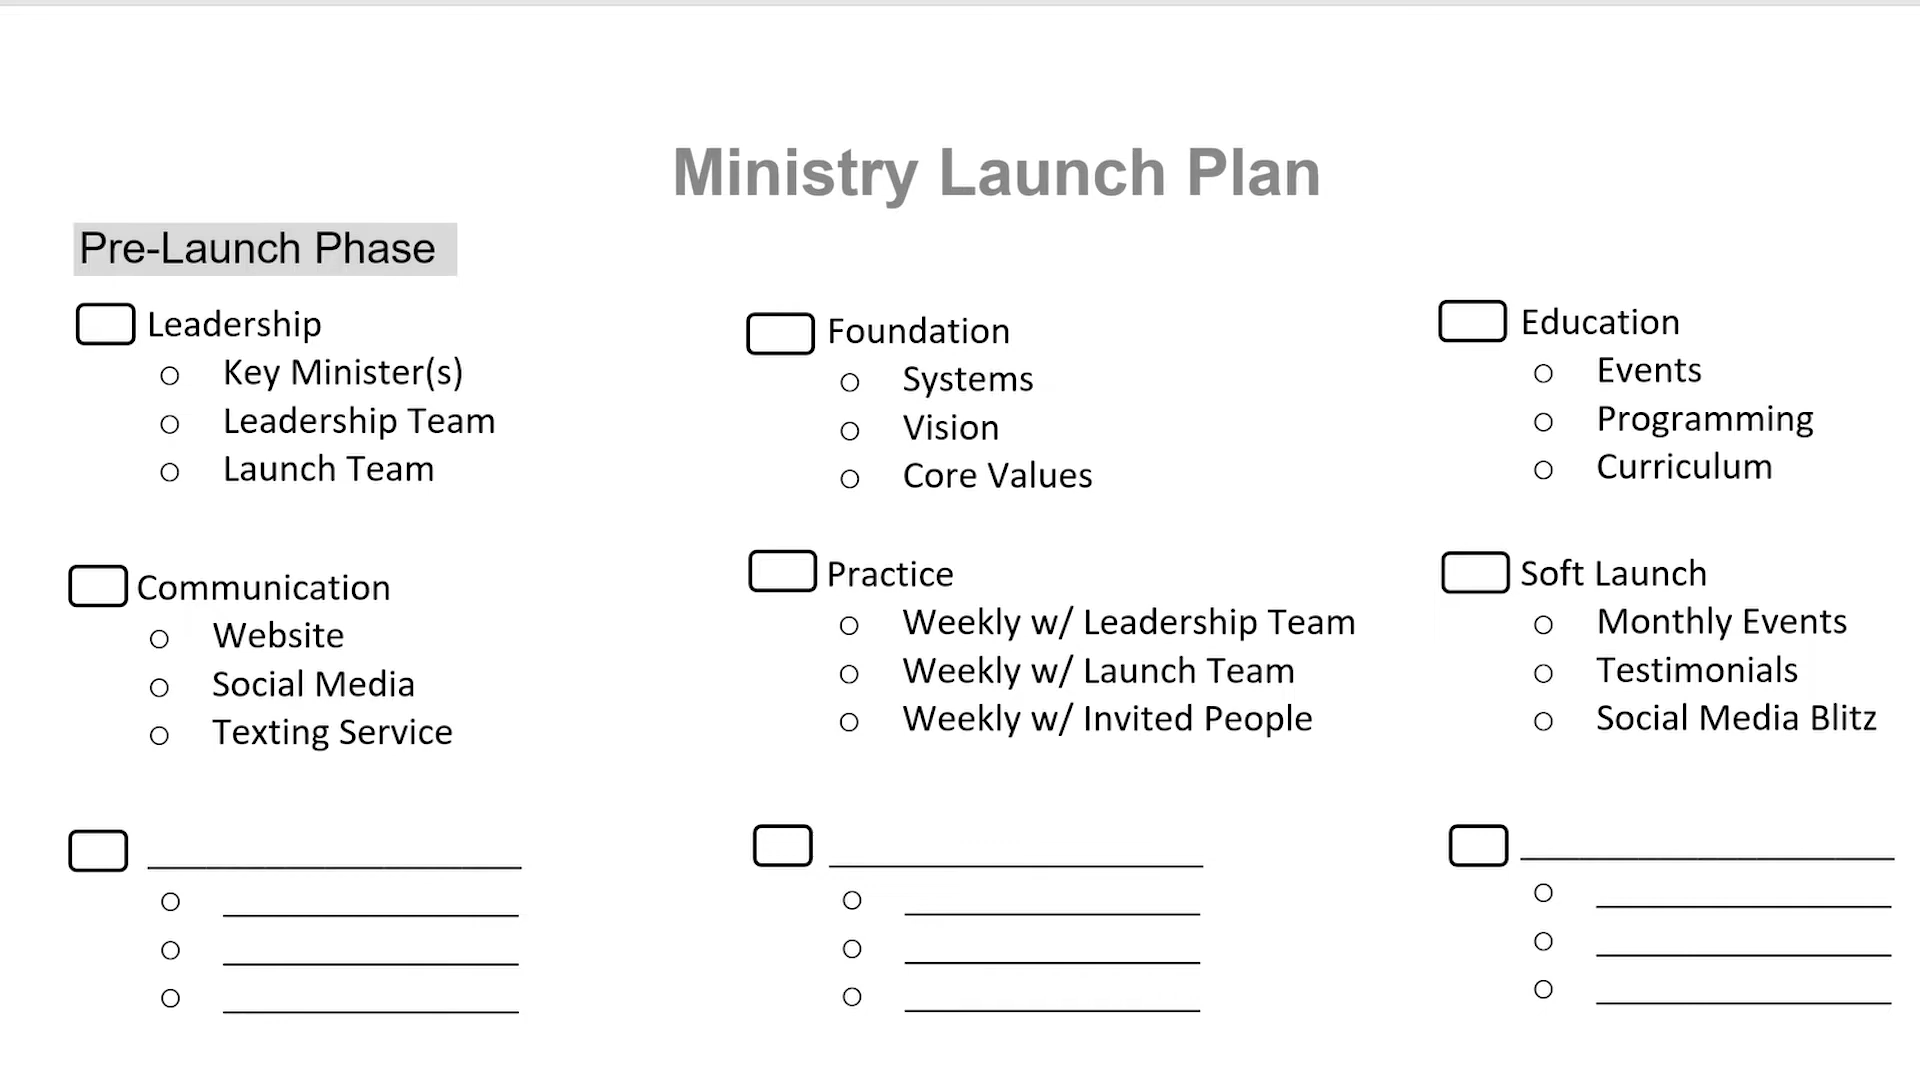 Ministry Launch Plan
Pre-Launch Phase
Leadership
Key Minister(s)
Leadership Team
Launch Team
Foundation
Systems
Vision
Core Values
Education
Events
Programming
Curriculum
Communication
Website
Social Media
Texting Service
Practice
Weekly w/ Leadership Team
Weekly w/ Launch Team
Weekly w/ Invited People
Soft Launch
Monthly Events
Testimonials
Social Media Blitz